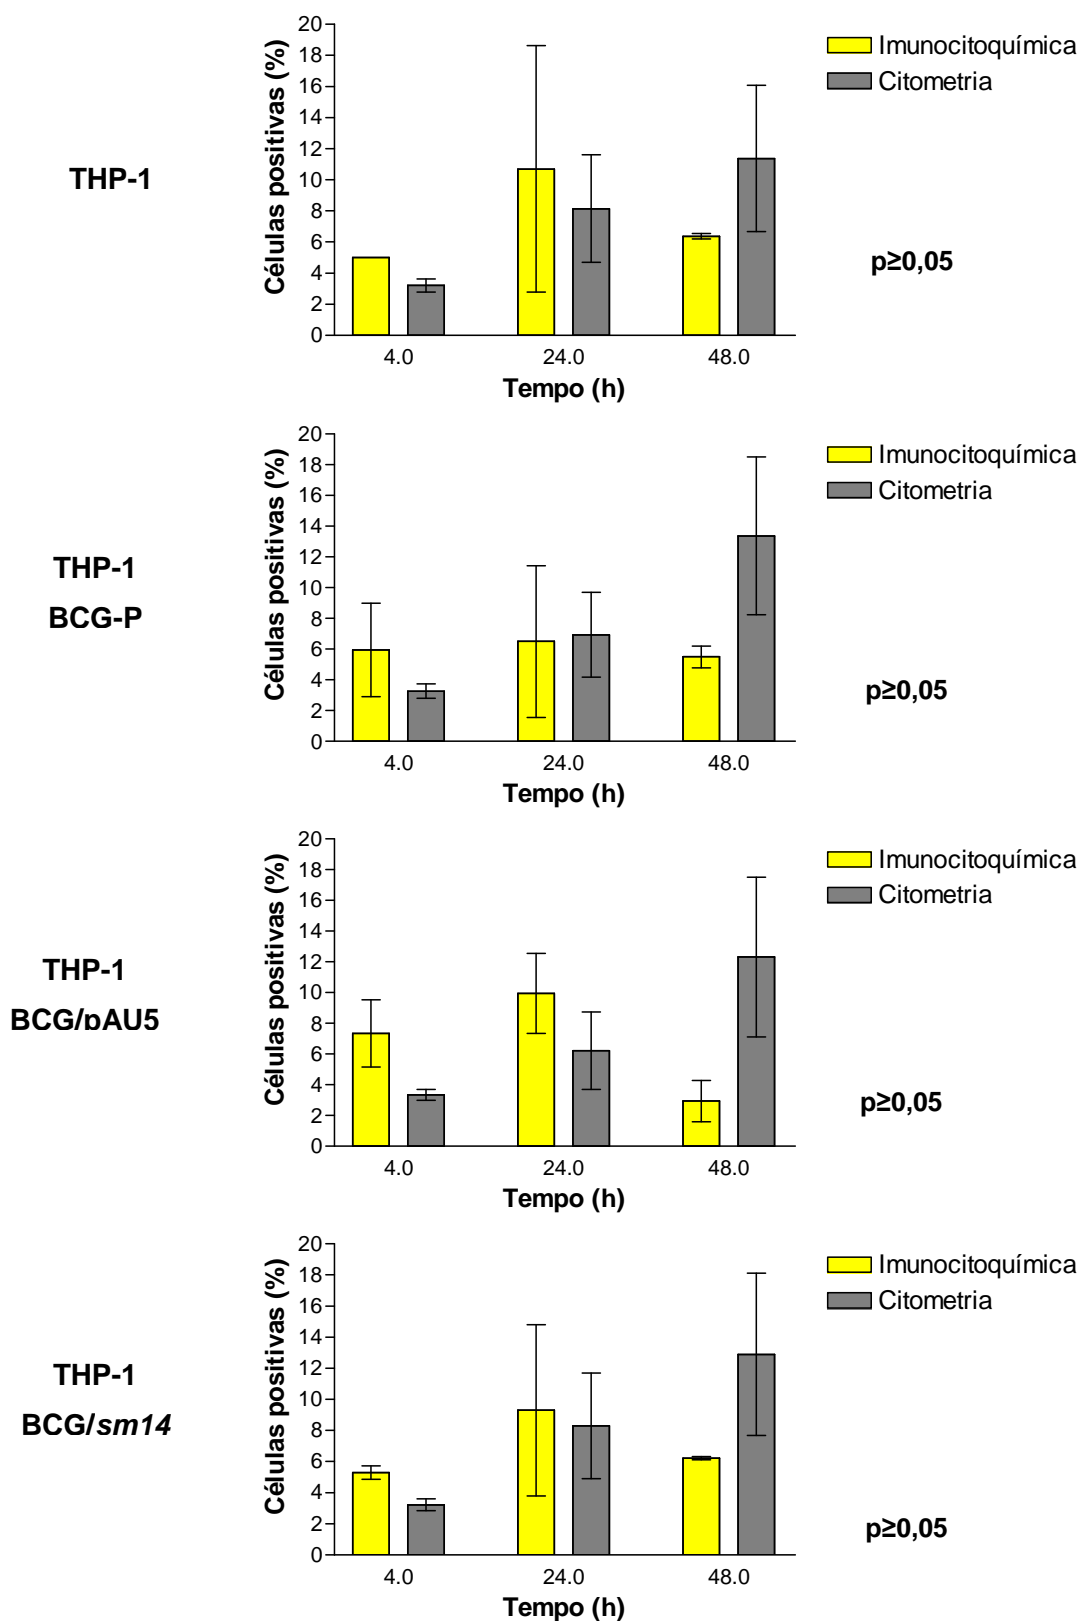 20
18
16
14
12
10
8
6
4
2
0
Células positivas (%)
4.0
24.0
48.0
Tempo (h)
Imunocitoquímica
Citometria
THP-1
p≥0,05
20
18
16
14
12
10
8
6
4
2
0
Células positivas (%)
4.0
24.0
48.0
Tempo (h)
Imunocitoquímica
Citometria
THP-1
BCG-P
p≥0,05
20
18
16
14
12
10
8
6
4
2
0
Células positivas (%)
4.0
24.0
48.0
Tempo (h)
Imunocitoquímica
Citometria
THP-1
BCG/pAU5
p≥0,05
20
18
16
14
12
10
8
6
4
2
0
Células positivas (%)
4.0
24.0
48.0
Tempo (h)
Imunocitoquímica
Citometria
THP-1
BCG/sm14
p≥0,05